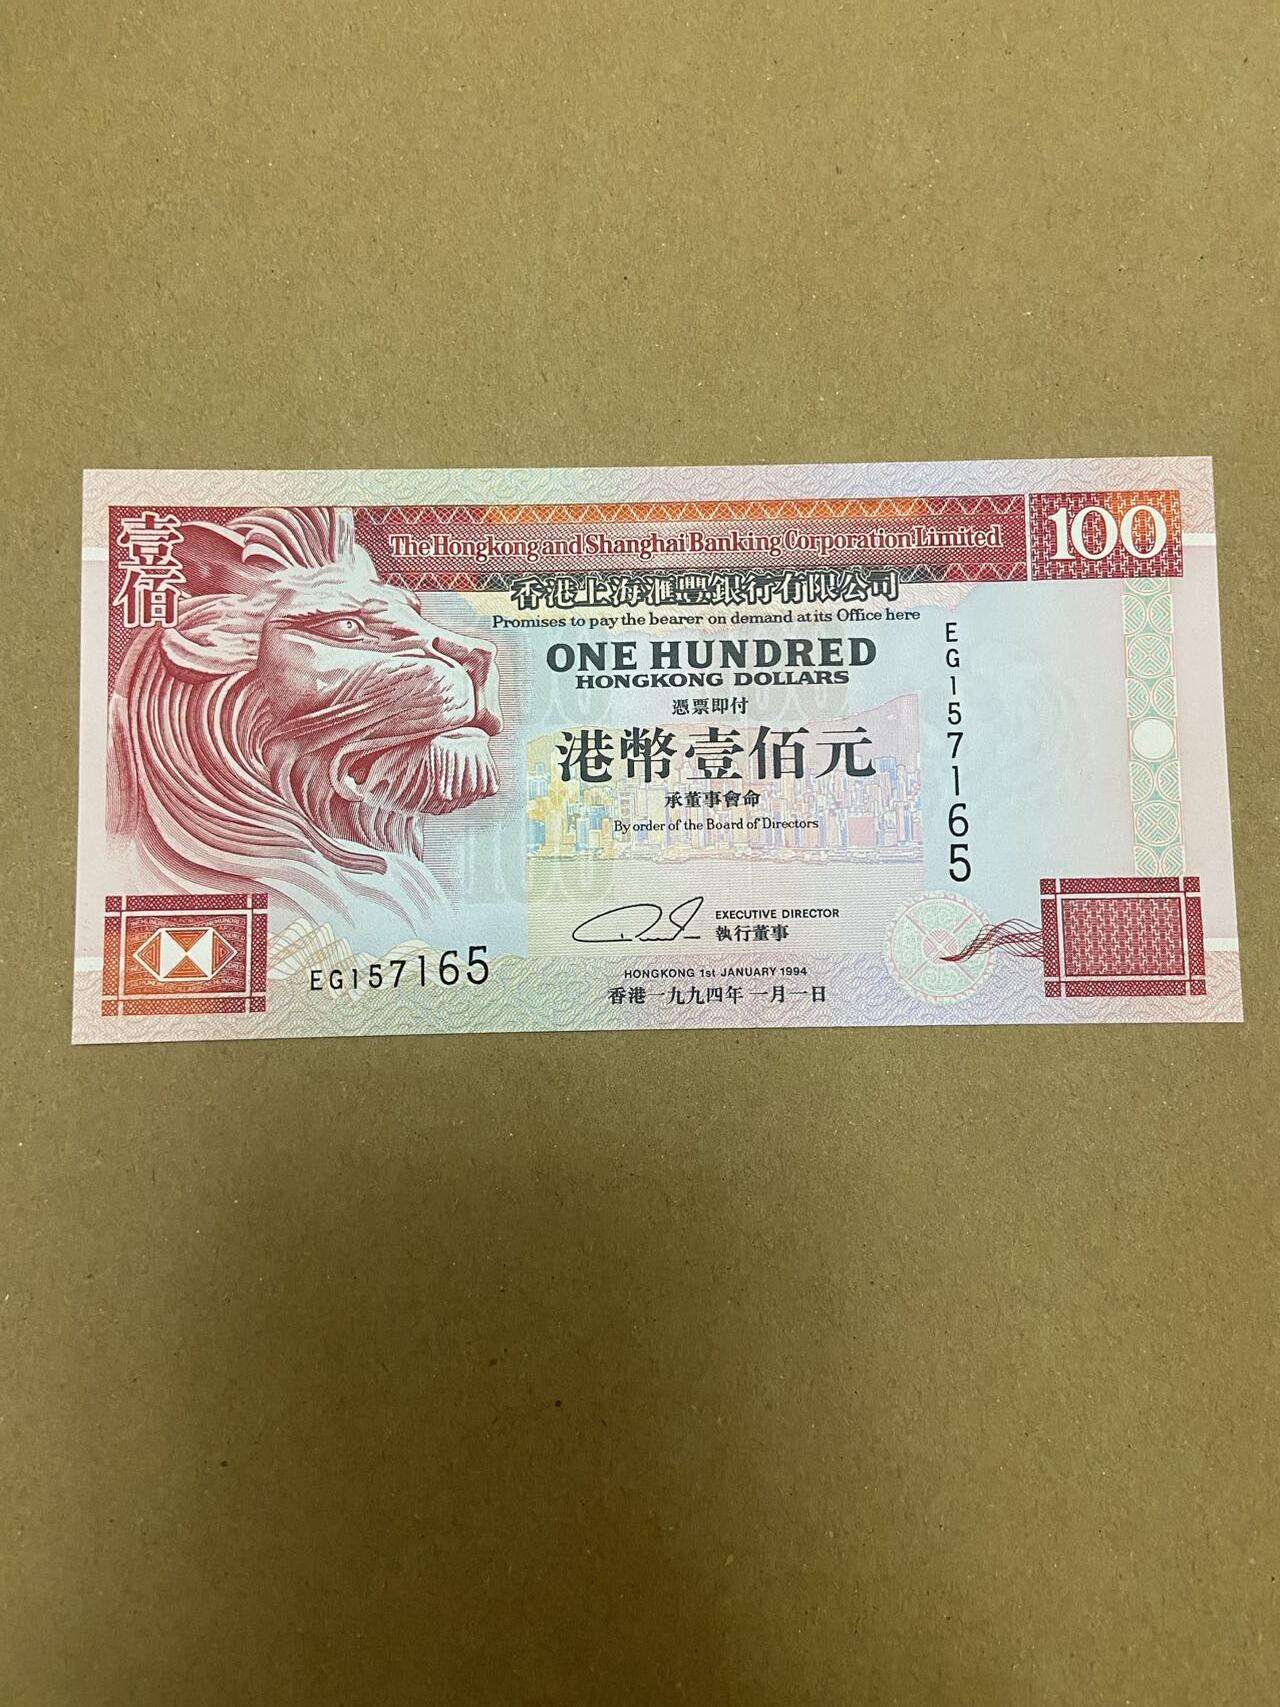 壹佰
The Hongkong and Shanghai Banking Corporation Limited
100
香港上海滙豐銀行有限公司
Promises to pay the bearer on demand at its Office here
ONE HUNDRED
HONGKONG DOLLARS
憑票即付
港幣壹佰元
承董事會命
By order of the Board of Directors
EG157165
EXECUTIVE DIRECTOR
執行董事
EG157165
HONGKONG 1st JANUARY 1994
香港一九九四年一月一日